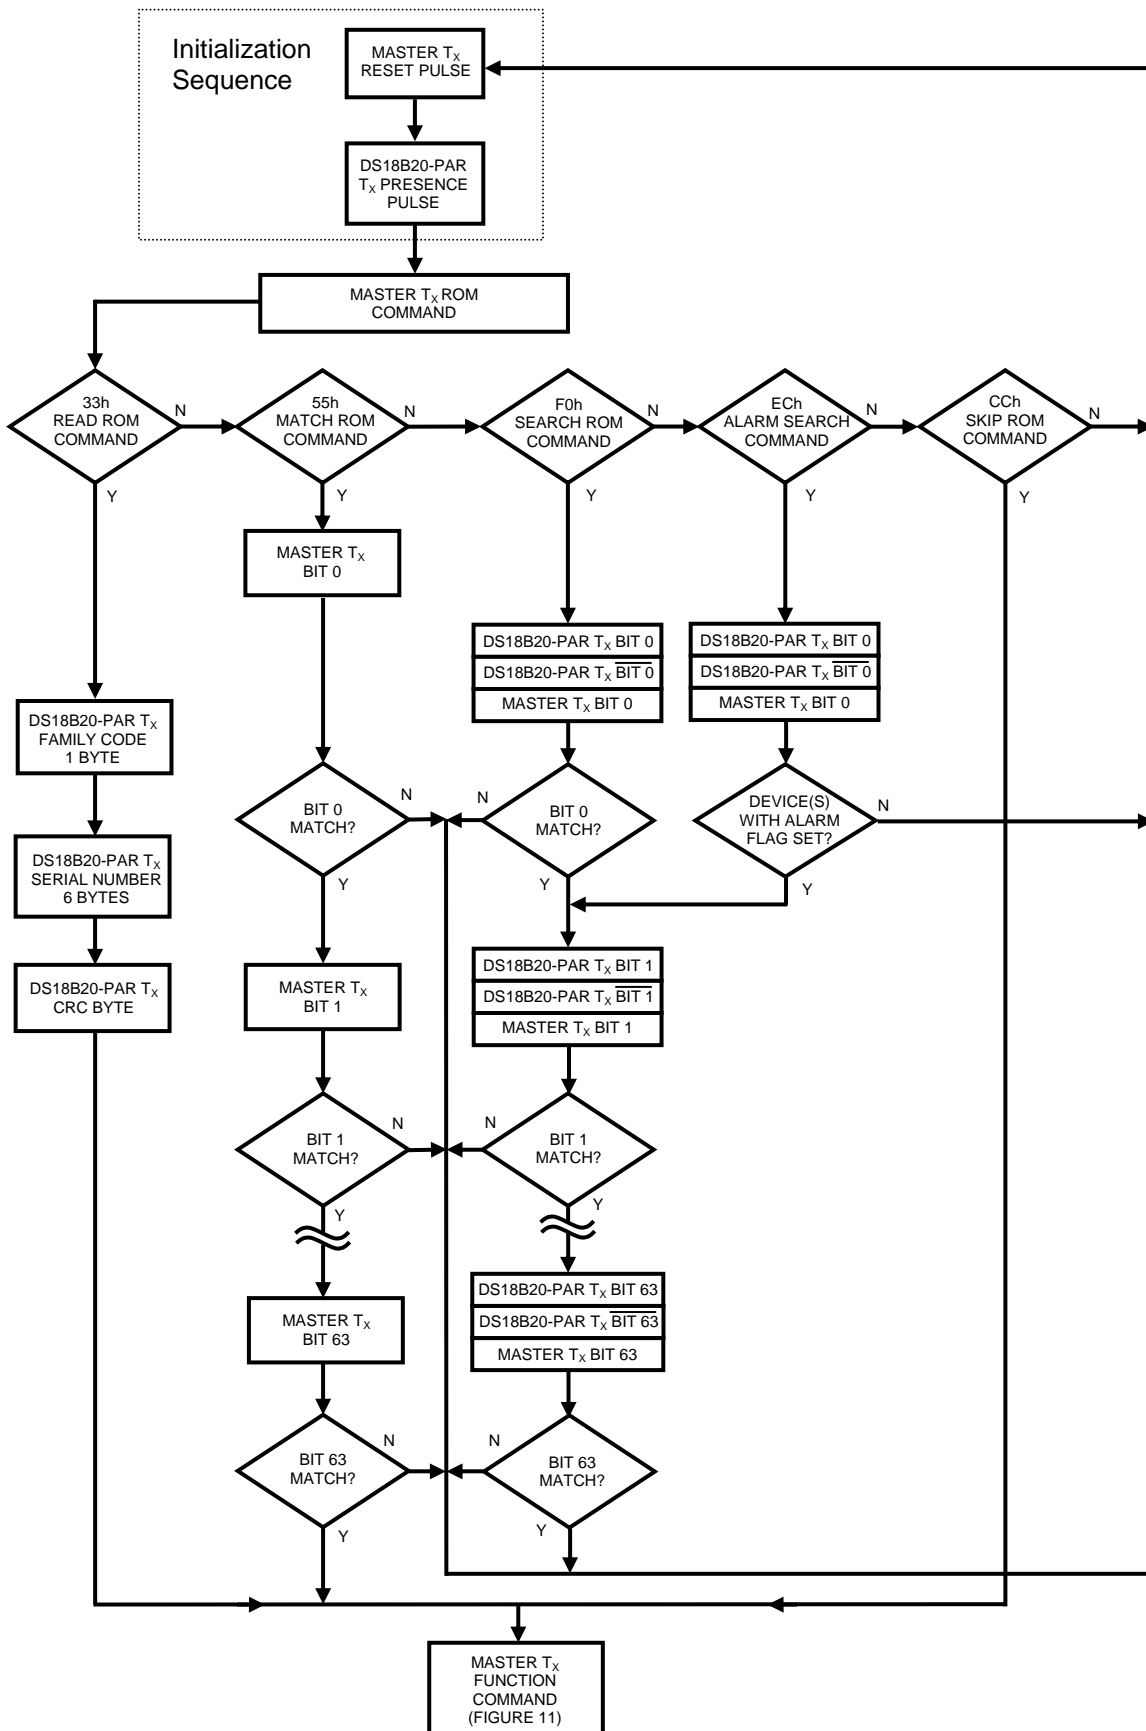 Initialization
Sequence
MASTER TX
RESET PULSE
DS18B20-PAR
TX PRESENCE
PULSE
MASTER TX ROM
COMMAND
33h
READ ROM
COMMAND
N
Y
55h
MATCH ROM
COMMAND
N
Y
F0h
SEARCH ROM
COMMAND
N
Y
ECh
ALARM SEARCH
COMMAND
N
Y
CCh
SKIP ROM
COMMAND
N
Y
DS18B20-PAR TX
FAMILY CODE
1 BYTE
DS18B20-PAR TX
SERIAL NUMBER
6 BYTES
DS18B20-PAR TX
CRC BYTE
MASTER TX
BIT 0
BIT 0
MATCH?
N
Y
MASTER TX
BIT 1
BIT 1
MATCH?
N
Y
MASTER TX
BIT 63
BIT 63
MATCH?
N
Y
DS18B20-PAR TX BIT 0
DS18B20-PAR TX BIT 0
MASTER TX BIT 0
BIT 0
MATCH?
N
Y
DS18B20-PAR TX BIT 1
DS18B20-PAR TX BIT 1
MASTER TX BIT 1
BIT 1
MATCH?
N
Y
DS18B20-PAR TX BIT 63
DS18B20-PAR TX BIT 63
MASTER TX BIT 63
BIT 63
MATCH?
N
Y
DS18B20-PAR TX BIT 0
DS18B20-PAR TX BIT 0
MASTER TX BIT 0
DEVICE(S)
WITH ALARM
FLAG SET?
N
Y
MASTER TX
FUNCTION
COMMAND
(FIGURE 11)